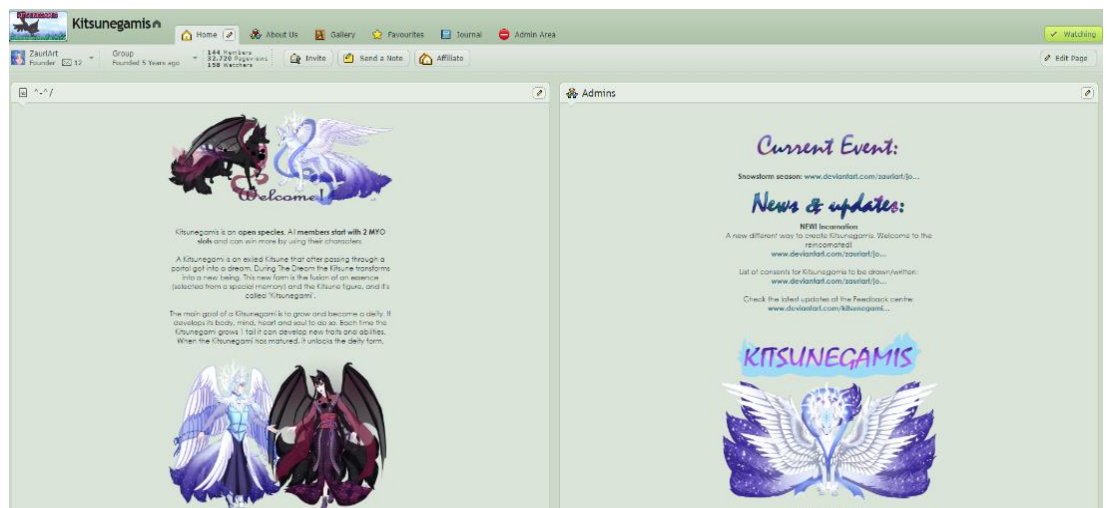 Kitsunegamis
Home
About Us
Gallery
Favourites
Journal
Admin Area
Watching
ZauriArt
Founder 12
Group
Founded 5 Years ago
144 Members
32,720 Pageviews
158 Watchers
Invite
Send a Note
Affiliate
Edit Page
^-^/
Welcome!
Kitsunegamis is an open species. All members start with 2 MYO
slots and can win more by using their characters
A Kitsunegami is an exiled Kitsune that after passing through a
portal got into a dream. During The Dream the Kitsune transforms
into a new being. This new form is the fusion of an essence
(selected from a special memory) and the Kitsune figure, and it's
called 'Kitsunegami'.
The main goal of a Kitsunegami is to grow and become a deity. It
develops its body, mind, heart and soul to do so. Each time the
Kitsunegami grows 1 tail it can develop new traits and abilities.
When the Kitsunegami has matured, it unlocks the deity form.
Admins
Current Event:
Snowstorm season: www.deviantart.com/zauriart/jo...
News & updates:
NEW! Incarnation
A new different way to create Kitsunegamis. Welcome to the
reincarnated!
www.deviantart.com/zauriart/jo...
List of consents for Kitsunegamis to be drawn/written:
www.deviantart.com/zauriart/jo...
Check the latest updates of the Feedback centre
www.deviantart.com/kitsunegami...
KITSUNEGAMIS